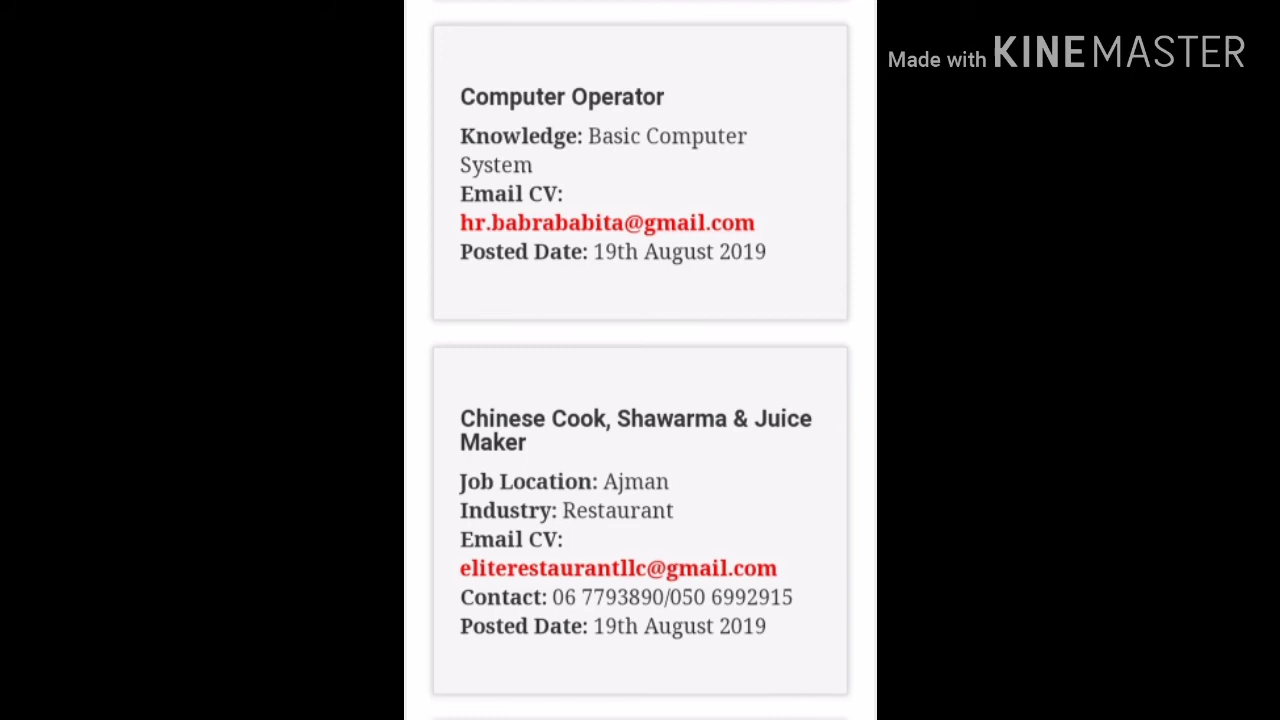 Made with KINEMASTER
Computer Operator
Knowledge: Basic Computer
System
Email CV:
hr.babrababita@gmail.com
Posted Date: 19th August 2019
Chinese Cook, Shawarma & Juice
Maker
Job Location: Ajman
Industry: Restaurant
Email CV:
eliterestaurantllc@gmail.com
Contact: 06 7793890/050 6992915
Posted Date: 19th August 2019